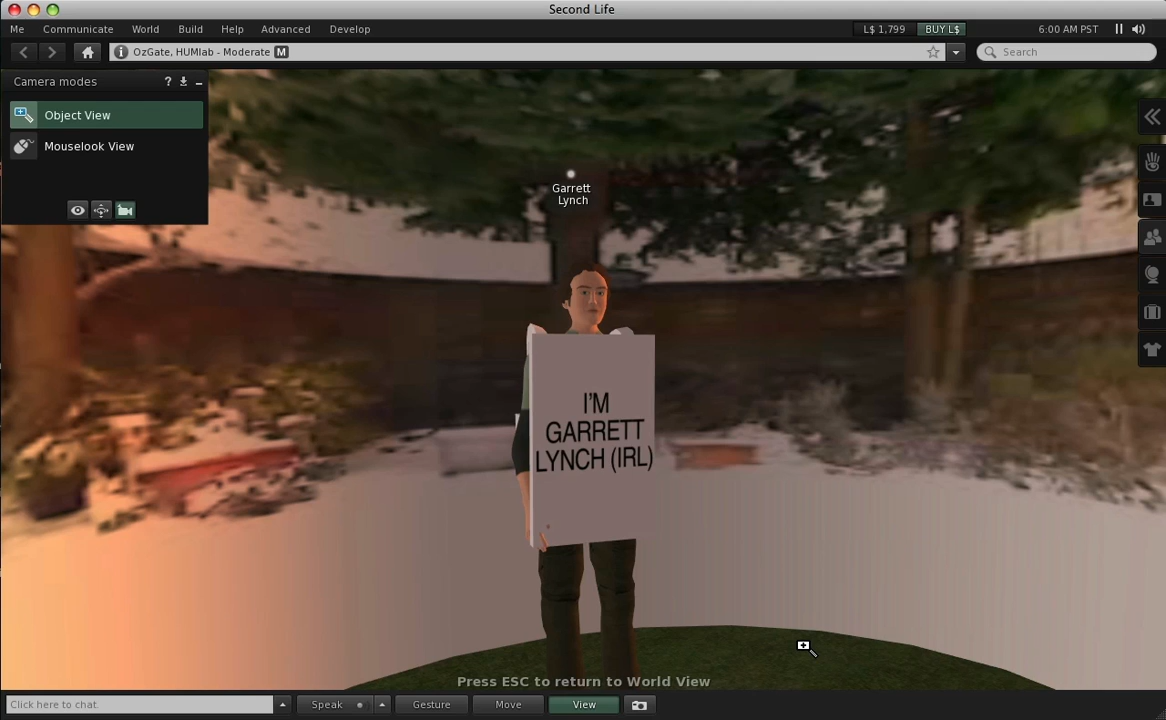 Second Life
Me Communicate World Build Help Advanced Develop L$ 1,799 BUY L$ 6:00 AM PST
OzGate, HUMlab - Moderate M Search
Camera modes ?
Object View
Mouselook View
Garrett
Lynch
I'M
GARRETT
LYNCH (IRL)
Press ESC to return to World View
Click here to chat. Speak Gesture Move View